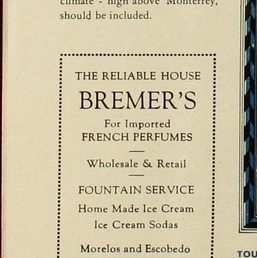 climate - high above Monterrey,
should be included.
THE RELIABLE HOUSE
BREMER'S
For Imported
FRENCH PERFUMES
Wholesale & Retail
FOUNTAIN SERVICE
Home Made Ice Cream
Ice Cream Sodas
Morelos and Escobedo
TOU